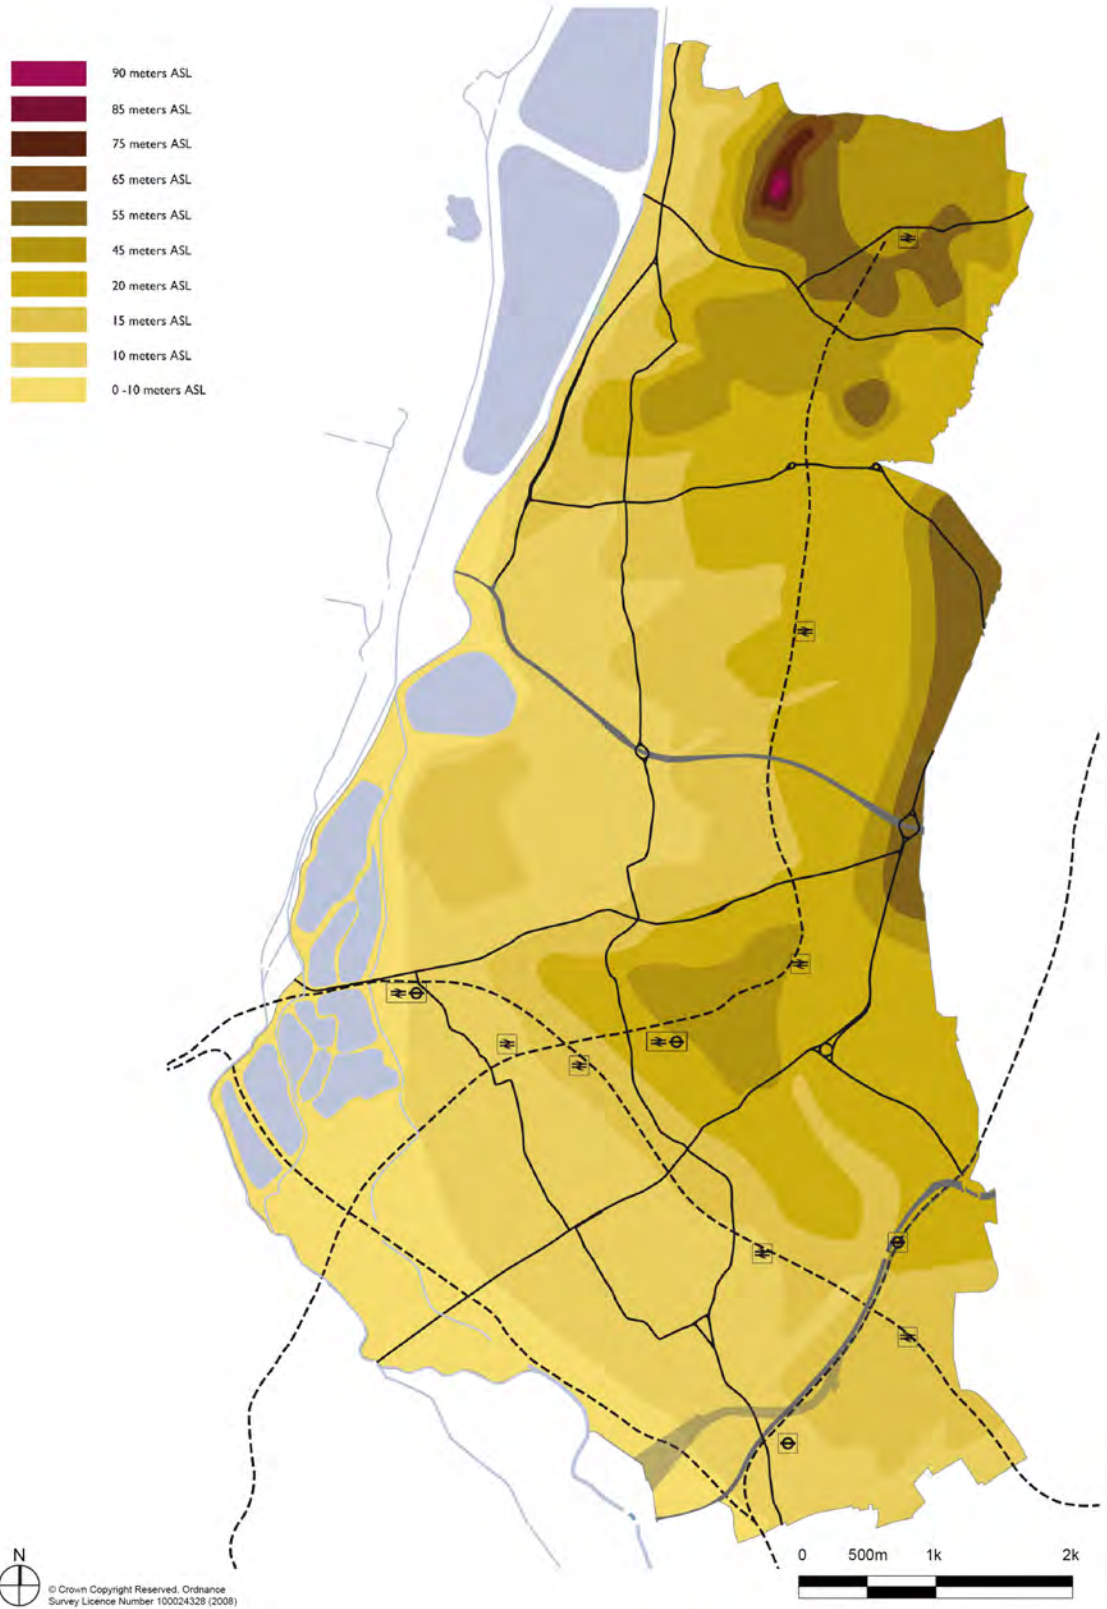 90 meters ASL
85 meters ASL
75 meters ASL
65 meters ASL
55 meters ASL
45 meters ASL
20 meters ASL
15 meters ASL
10 meters ASL
0 -10 meters ASL
N
© Crown Copyright Reserved. Ordnance
Survey Licence Number 100024328 (2008)
0 500m 1k 2k